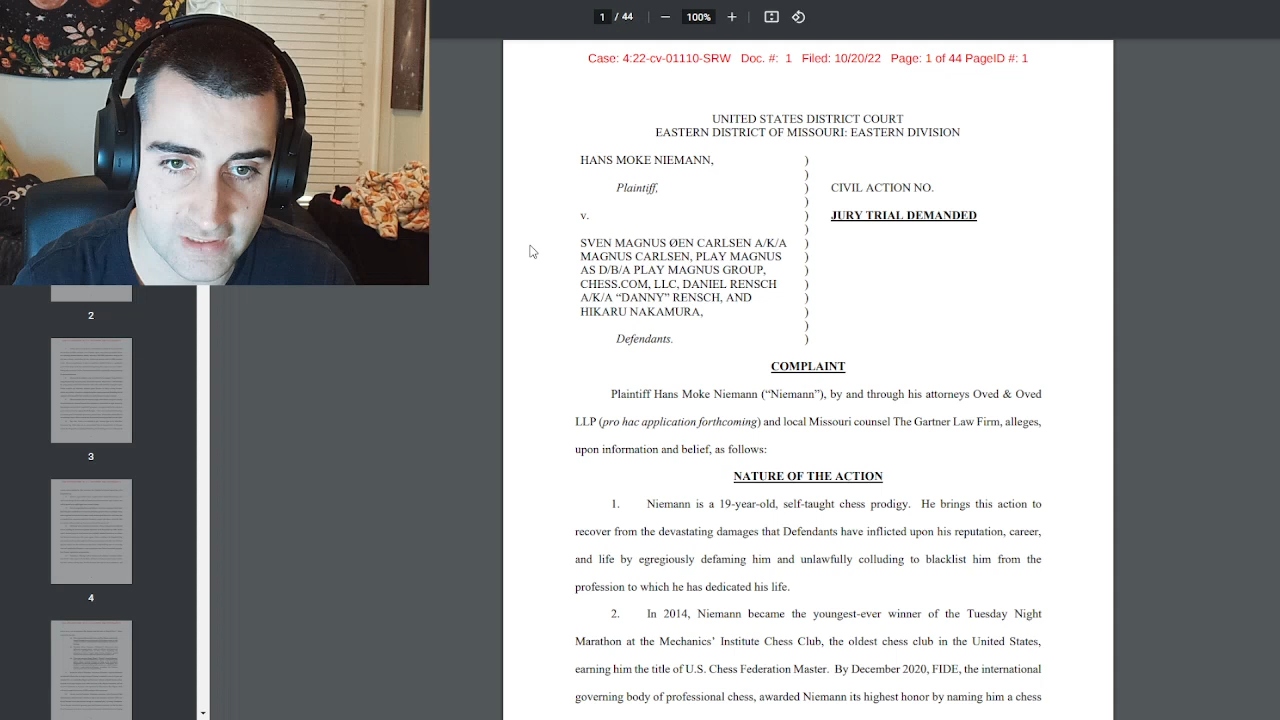 1 / 44 100%
Case: 4:22-cv-01110-SRW Doc. #: 1 Filed: 10/20/22 Page: 1 of 44 PageID #: 1
UNITED STATES DISTRICT COURT
EASTERN DISTRICT OF MISSOURI: EASTERN DIVISION
HANS MOKE NIEMANN, )
)
Plaintiff, ) CIVIL ACTION NO.
)
v. ) JURY TRIAL DEMANDED
)
SVEN MAGNUS ØEN CARLSEN A/K/A )
MAGNUS CARLSEN, PLAY MAGNUS )
AS D/B/A PLAY MAGNUS GROUP, )
CHESS.COM, LLC, DANIEL RENSCH )
A/K/A “DANNY” RENSCH, AND )
HIKARU NAKAMURA, )
)
Defendants. )
COMPLAINT
Plaintiff Hans Moke Niemann (“Niemann”), by and through his attorneys Oved & Oved
LLP (pro hac application forthcoming) and local Missouri counsel The Gartner Law Firm, alleges,
upon information and belief, as follows:
NATURE OF THE ACTION
1. Niemann is a 19-year-old, self-taught chess prodigy. He brings this action to
recover from the devastating damages that Defendants have inflicted upon his reputation, career,
and life by egregiously defaming him and unlawfully colluding to blacklist him from the
profession to which he has dedicated his life.
2. In 2014, Niemann became the youngest-ever winner of the Tuesday Night
Marathon at the Mechanics’ Institute Chess Club, the oldest chess club in the United States,
earning him the title of U.S. Chess Federation Master. By December 2020, FIDE, the international
governing body of professional chess, awarded Niemann its highest honor by naming him a chess
2
3
4